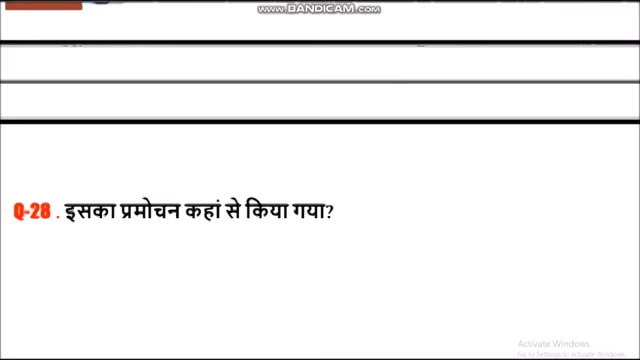 www.BANDICAM.com
Q-28 . इसका प्रमोचन कहां से किया गया?
Activate Windows
Go to Settings to activate Windows.